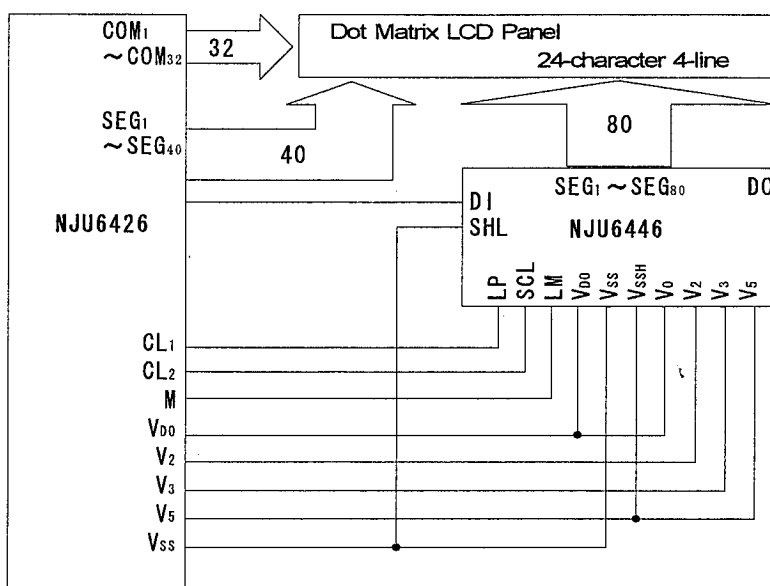 COM1
~COM32
32
Dot Matrix LCD Panel
24-character 4-line
SEG1
~SEG40
40
80
SEG1~SEG80
DO
DI
SHL
NJU6426
NJU6446
LP
SCL
LM
VDD
VSS
VSSH
V0
V2
V3
V5
CL1
CL2
M
VDD
V2
V3
V5
VSS